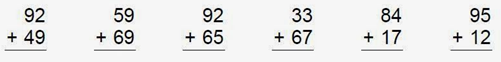 92 59 92 33 84 95
+ 49 + 69 + 65 + 67 + 17 + 12